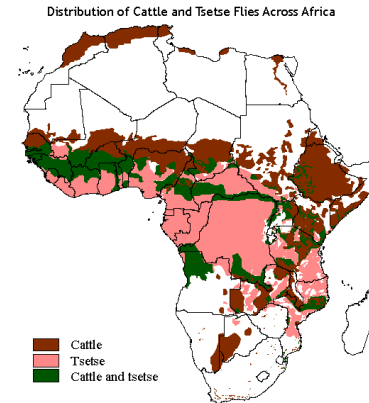 Distribution of Cattle and Tsetse Flies Across Africa
Cattle
Tsetse
Cattle and tsetse